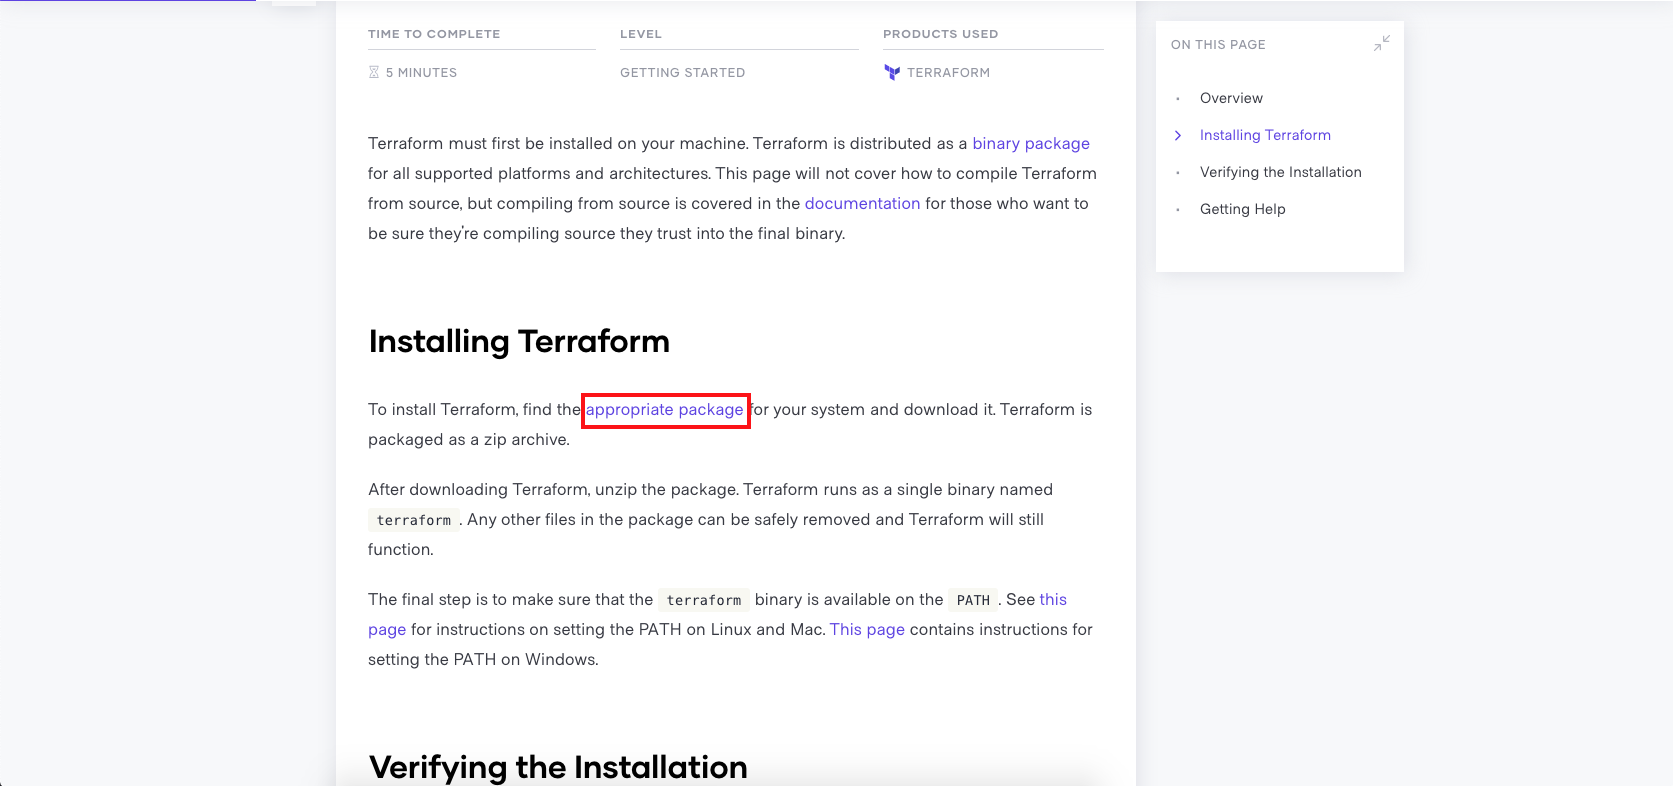 TIME TO COMPLETE
LEVEL
PRODUCTS USED
5 MINUTES
GETTING STARTED
TERRAFORM
Terraform must first be installed on your machine. Terraform is distributed as a binary package
for all supported platforms and architectures. This page will not cover how to compile Terraform
from source, but compiling from source is covered in the documentation for those who want to
be sure they're compiling source they trust into the final binary.
Installing Terraform
To install Terraform, find the appropriate package for your system and download it. Terraform is
packaged as a zip archive.
After downloading Terraform, unzip the package. Terraform runs as a single binary named
terraform. Any other files in the package can be safely removed and Terraform will still
function.
The final step is to make sure that the terraform binary is available on the PATH. See this
page for instructions on setting the PATH on Linux and Mac. This page contains instructions for
setting the PATH on Windows.
Verifying the Installation
ON THIS PAGE
Overview
Installing Terraform
Verifying the Installation
Getting Help